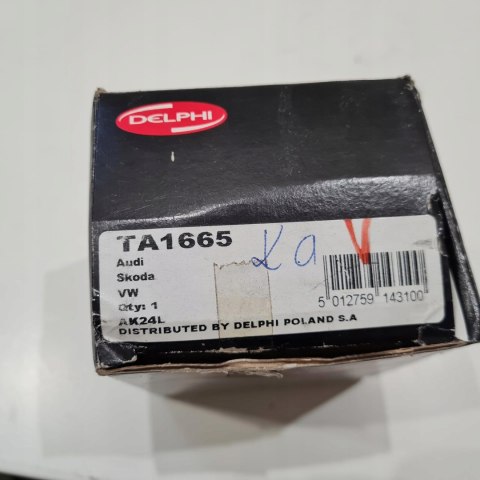 DELPHI
TA1665
Audi
Skoda
VW
Qty: 1
AK24L
DISTRIBUTED BY DELPHI POLAND S.A
5 012759 143100